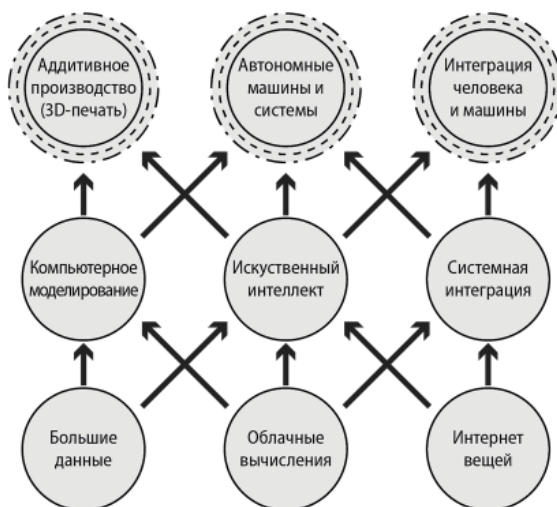 Аддитивное
производство
(3D-печать)
Автономные
машины и
системы
Интеграция
человека
и машины
Компьютерное
моделирование
Искуственный
интеллект
Системная
интеграция
Большие
данные
Облачные
вычисления
Интернет
вещей